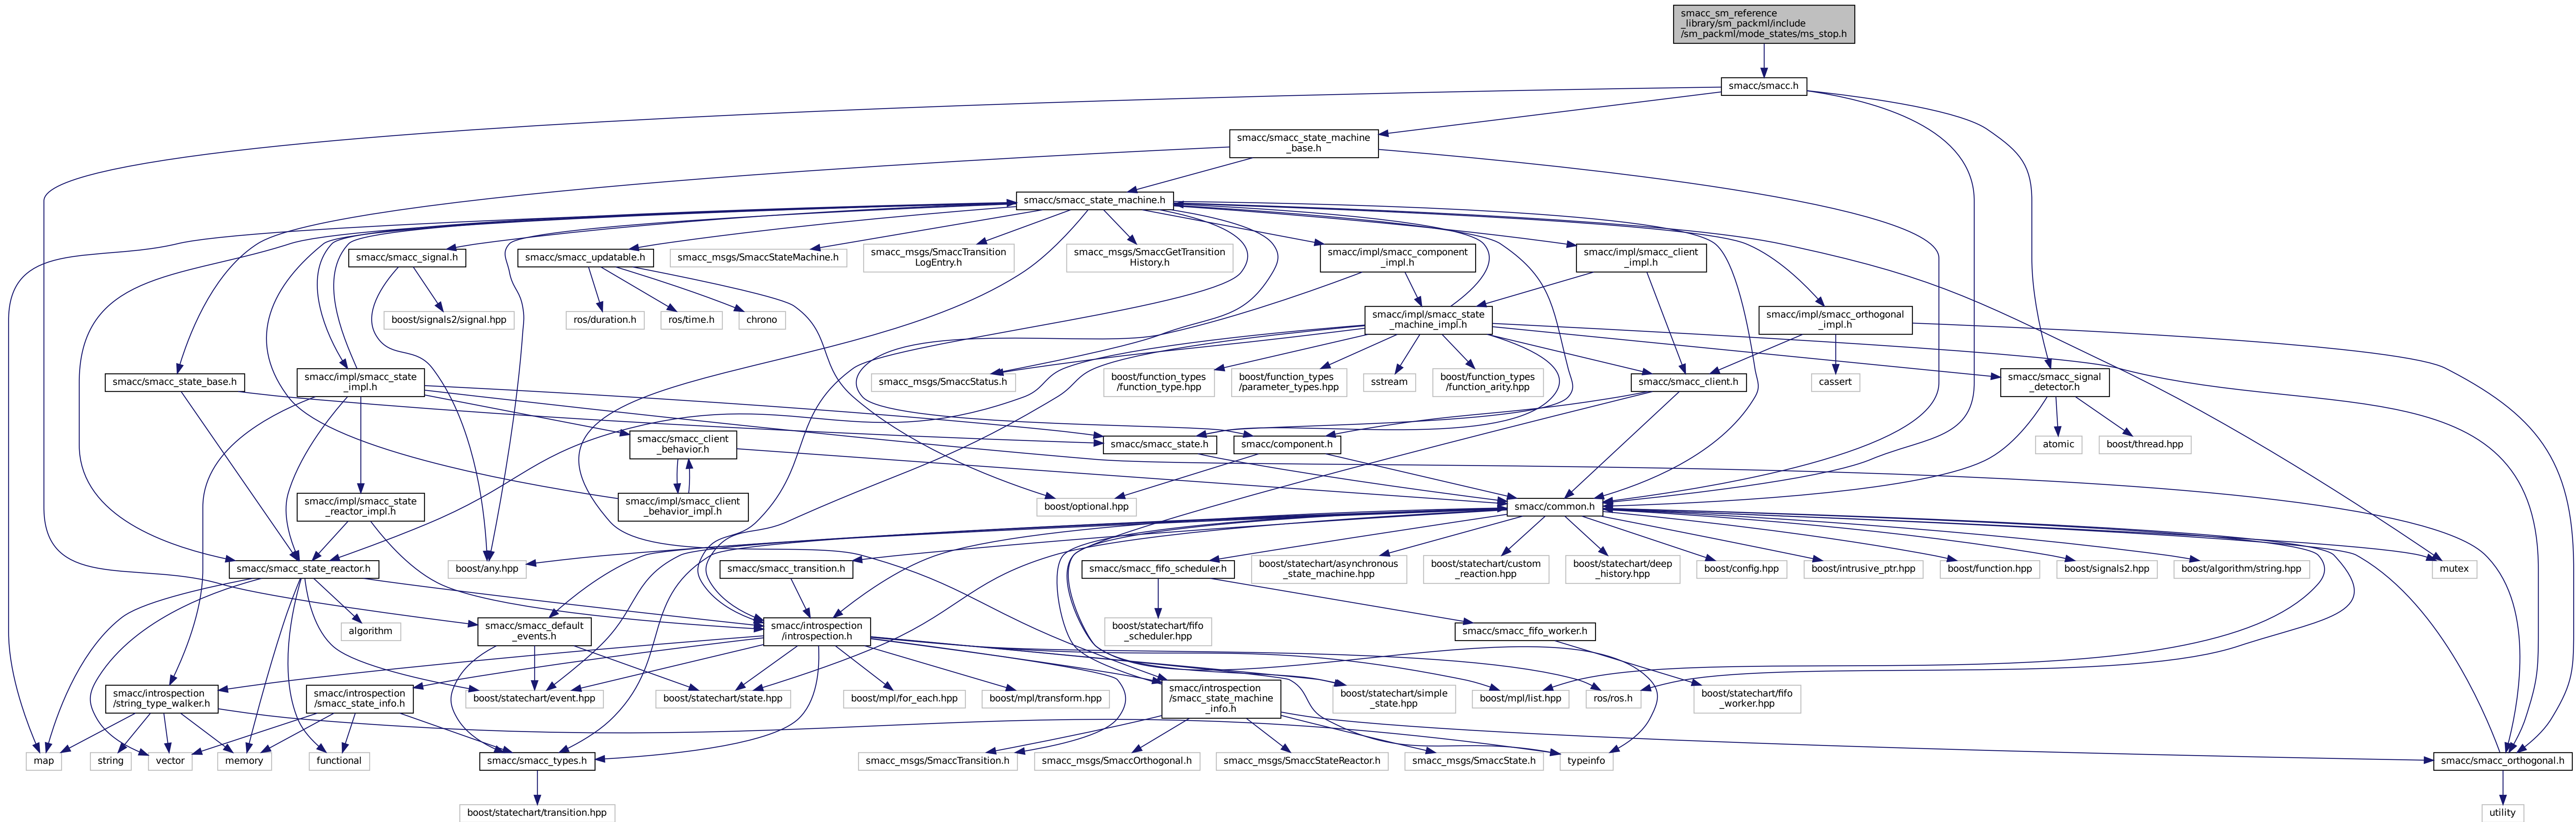 smacc_sm_reference
_library/sm_packml/include
/sm_packml/mode_states/ms_stop.h
smacc/smacc.h
smacc/smacc_state_machine
_base.h
smacc/smacc_state_machine.h
smacc/smacc_signal.h
smacc/smacc_updatable.h
smacc_msgs/SmaccStateMachine.h
smacc_msgs/SmaccTransition
LogEntry.h
smacc_msgs/SmaccGetTransition
History.h
smacc/impl/smacc_component
_impl.h
smacc/impl/smacc_client
_impl.h
boost/signals2/signal.hpp
ros/duration.h
ros/time.h
chrono
smacc/impl/smacc_state
_machine_impl.h
smacc/impl/smacc_orthogonal
_impl.h
smacc/smacc_state_base.h
smacc/impl/smacc_state
_impl.h
smacc_msgs/SmaccStatus.h
boost/function_types
/function_type.hpp
boost/function_types
/parameter_types.hpp
sstream
boost/function_types
/function_arity.hpp
smacc/smacc_client.h
cassert
smacc/smacc_signal
_detector.h
smacc/smacc_client
_behavior.h
smacc/smacc_state.h
smacc/component.h
atomic
boost/thread.hpp
smacc/impl/smacc_state
_reactor_impl.h
smacc/impl/smacc_client
_behavior_impl.h
boost/optional.hpp
smacc/common.h
smacc/smacc_state_reactor.h
boost/any.hpp
smacc/smacc_transition.h
smacc/smacc_fifo_scheduler.h
boost/statechart/asynchronous
_state_machine.hpp
boost/statechart/custom
_reaction.hpp
boost/statechart/deep
_history.hpp
boost/config.hpp
boost/intrusive_ptr.hpp
boost/function.hpp
boost/signals2.hpp
boost/algorithm/string.hpp
mutex
algorithm
smacc/smacc_default
_events.h
smacc/introspection
/introspection.h
boost/statechart/fifo
_scheduler.hpp
smacc/smacc_fifo_worker.h
smacc/introspection
/string_type_walker.h
smacc/introspection
/smacc_state_info.h
boost/statechart/event.hpp
boost/statechart/state.hpp
boost/mpl/for_each.hpp
boost/mpl/transform.hpp
smacc/introspection
/smacc_state_machine
_info.h
boost/statechart/simple
_state.hpp
boost/mpl/list.hpp
ros/ros.h
boost/statechart/fifo
_worker.hpp
map
string
vector
memory
functional
smacc/smacc_types.h
smacc_msgs/SmaccTransition.h
smacc_msgs/SmaccOrthogonal.h
smacc_msgs/SmaccStateReactor.h
smacc_msgs/SmaccState.h
typeinfo
smacc/smacc_orthogonal.h
boost/statechart/transition.hpp
utility